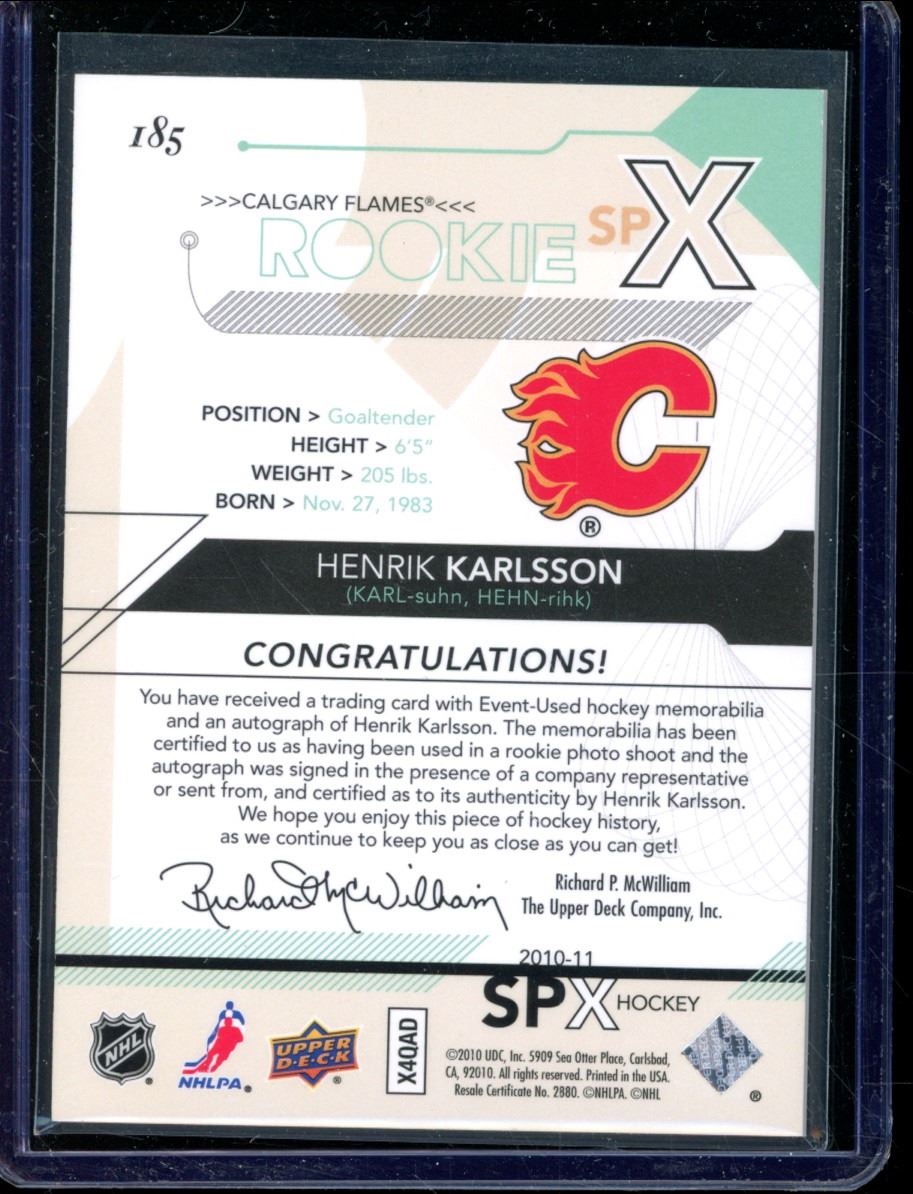 185
>>>CALGARY FLAMES®<<<
ROOKIE SPX
POSITION > Goaltender
HEIGHT > 6'5"
WEIGHT > 205 lbs.
BORN > Nov. 27, 1983
®
HENRIK KARLSSON
(KARL-suhn, HEHN-rihk)
CONGRATULATIONS!
You have received a trading card with Event-Used hockey memorabilia
and an autograph of Henrik Karlsson. The memorabilia has been
certified to us as having been used in a rookie photo shoot and the
autograph was signed in the presence of a company representative
or sent from, and certified as to its authenticity by Henrik Karlsson.
We hope you enjoy this piece of hockey history,
as we continue to keep you as close as you can get!
Richard McWilliam
Richard P. McWilliam
The Upper Deck Company, Inc.
2010-11
SPX HOCKEY
NHL ®
NHLPA ®
UPPER
D·E·C·K ®
X4QAD
©2010 UDC, Inc. 5909 Sea Otter Place, Carlsbad,
CA, 92010. All rights reserved. Printed in the USA.
Resale Certificate No. 2880. ©NHLPA. ©NHL
®